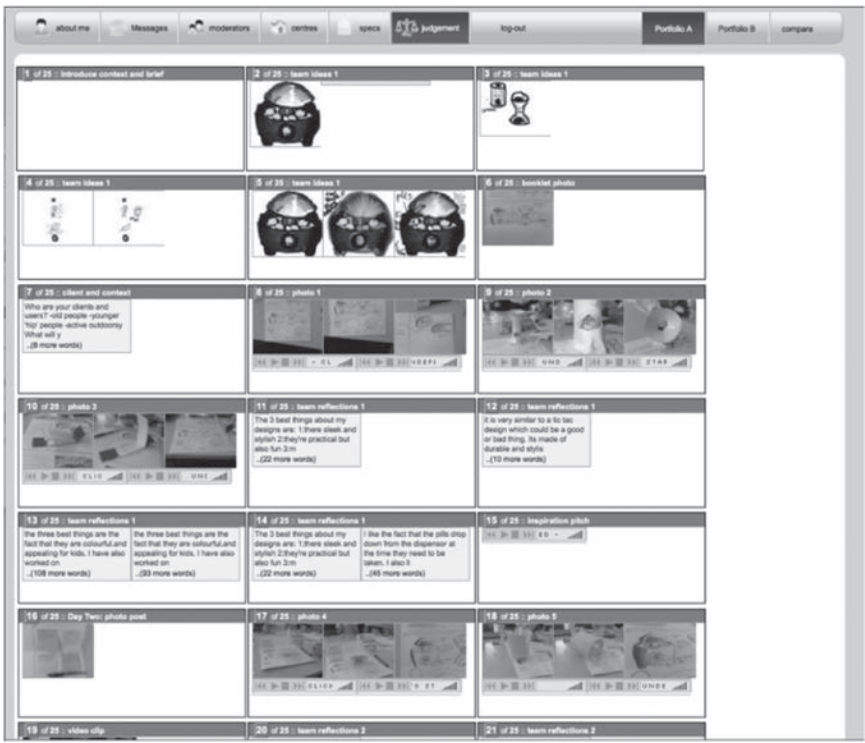 about me Messages moderators centres specs judgement log-out Portfolio A Portfolio B compare
1 of 25 :: introduce context and brief
2 of 25 :: team ideas 1
3 of 25 :: team ideas 1
4 of 25 :: team ideas 1
5 of 25 :: team ideas 1
6 of 25 :: booklet photo
7 of 25 :: client and context
Who are your clients and
users? -old people -younger
'hip' people -active outdoorsy
What will y
..(8 more words)
8 of 25 :: photo 1
9 of 25 :: photo 2
UND
STAR
10 of 25 :: photo 3
CLIC
UNE
11 of 25 :: team reflections 1
The 3 best things about my
designs are: 1:there sleek and
stylish 2:they're practical but
also fun 3:m
..(22 more words)
12 of 25 :: team reflections 1
it is very similar to a tic tac
design which could be a good
or bad thing. Its made of
durable and stylis
..(10 more words)
13 of 25 :: team reflections 1
the three best things are the
fact that they are colourful,and
appealing for kids. I have also
worked on
..(108 more words)
the three best things are the
fact that they are colourful,and
appealing for kids. I have also
worked on
..(93 more words)
14 of 25 :: team reflections 1
The 3 best things about my
designs are: 1:there sleek and
stylish 2:they're practical but
also fun 3:m
..(22 more words)
I like the fact that the pills drop
down from the dispensor at
the time they need to be
taken. I also li
..(45 more words)
15 of 25 :: inspiration pitch
ED -
16 of 25 :: Day Two: photo post
17 of 25 :: photo 4
CLICK
18 of 25 :: photo 5
UNDE
19 of 25 :: video clip
20 of 25 :: team reflections 2
21 of 25 :: team reflections 2